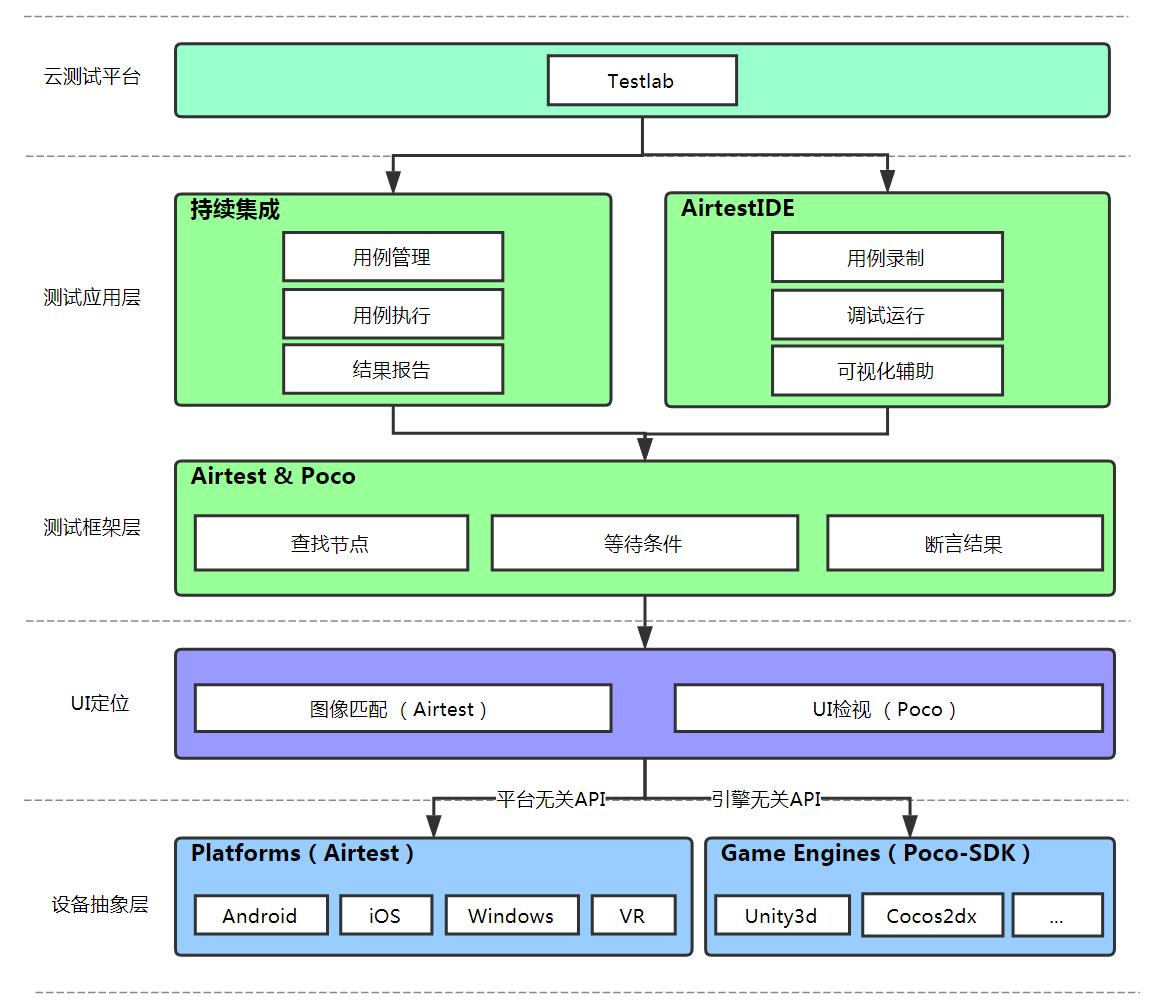 云测试平台
Testlab
测试应用层
持续集成
用例管理
用例执行
结果报告
AirtestIDE
用例录制
调试运行
可视化辅助
测试框架层
Airtest & Poco
查找节点
等待条件
断言结果
UI定位
图像匹配 （ Airtest ）
UI检视 （ Poco ）
平台无关API
引擎无关API
设备抽象层
Platforms ( Airtest )
Android
iOS
Windows
VR
Game Engines ( Poco-SDK )
Unity3d
Cocos2dx
...